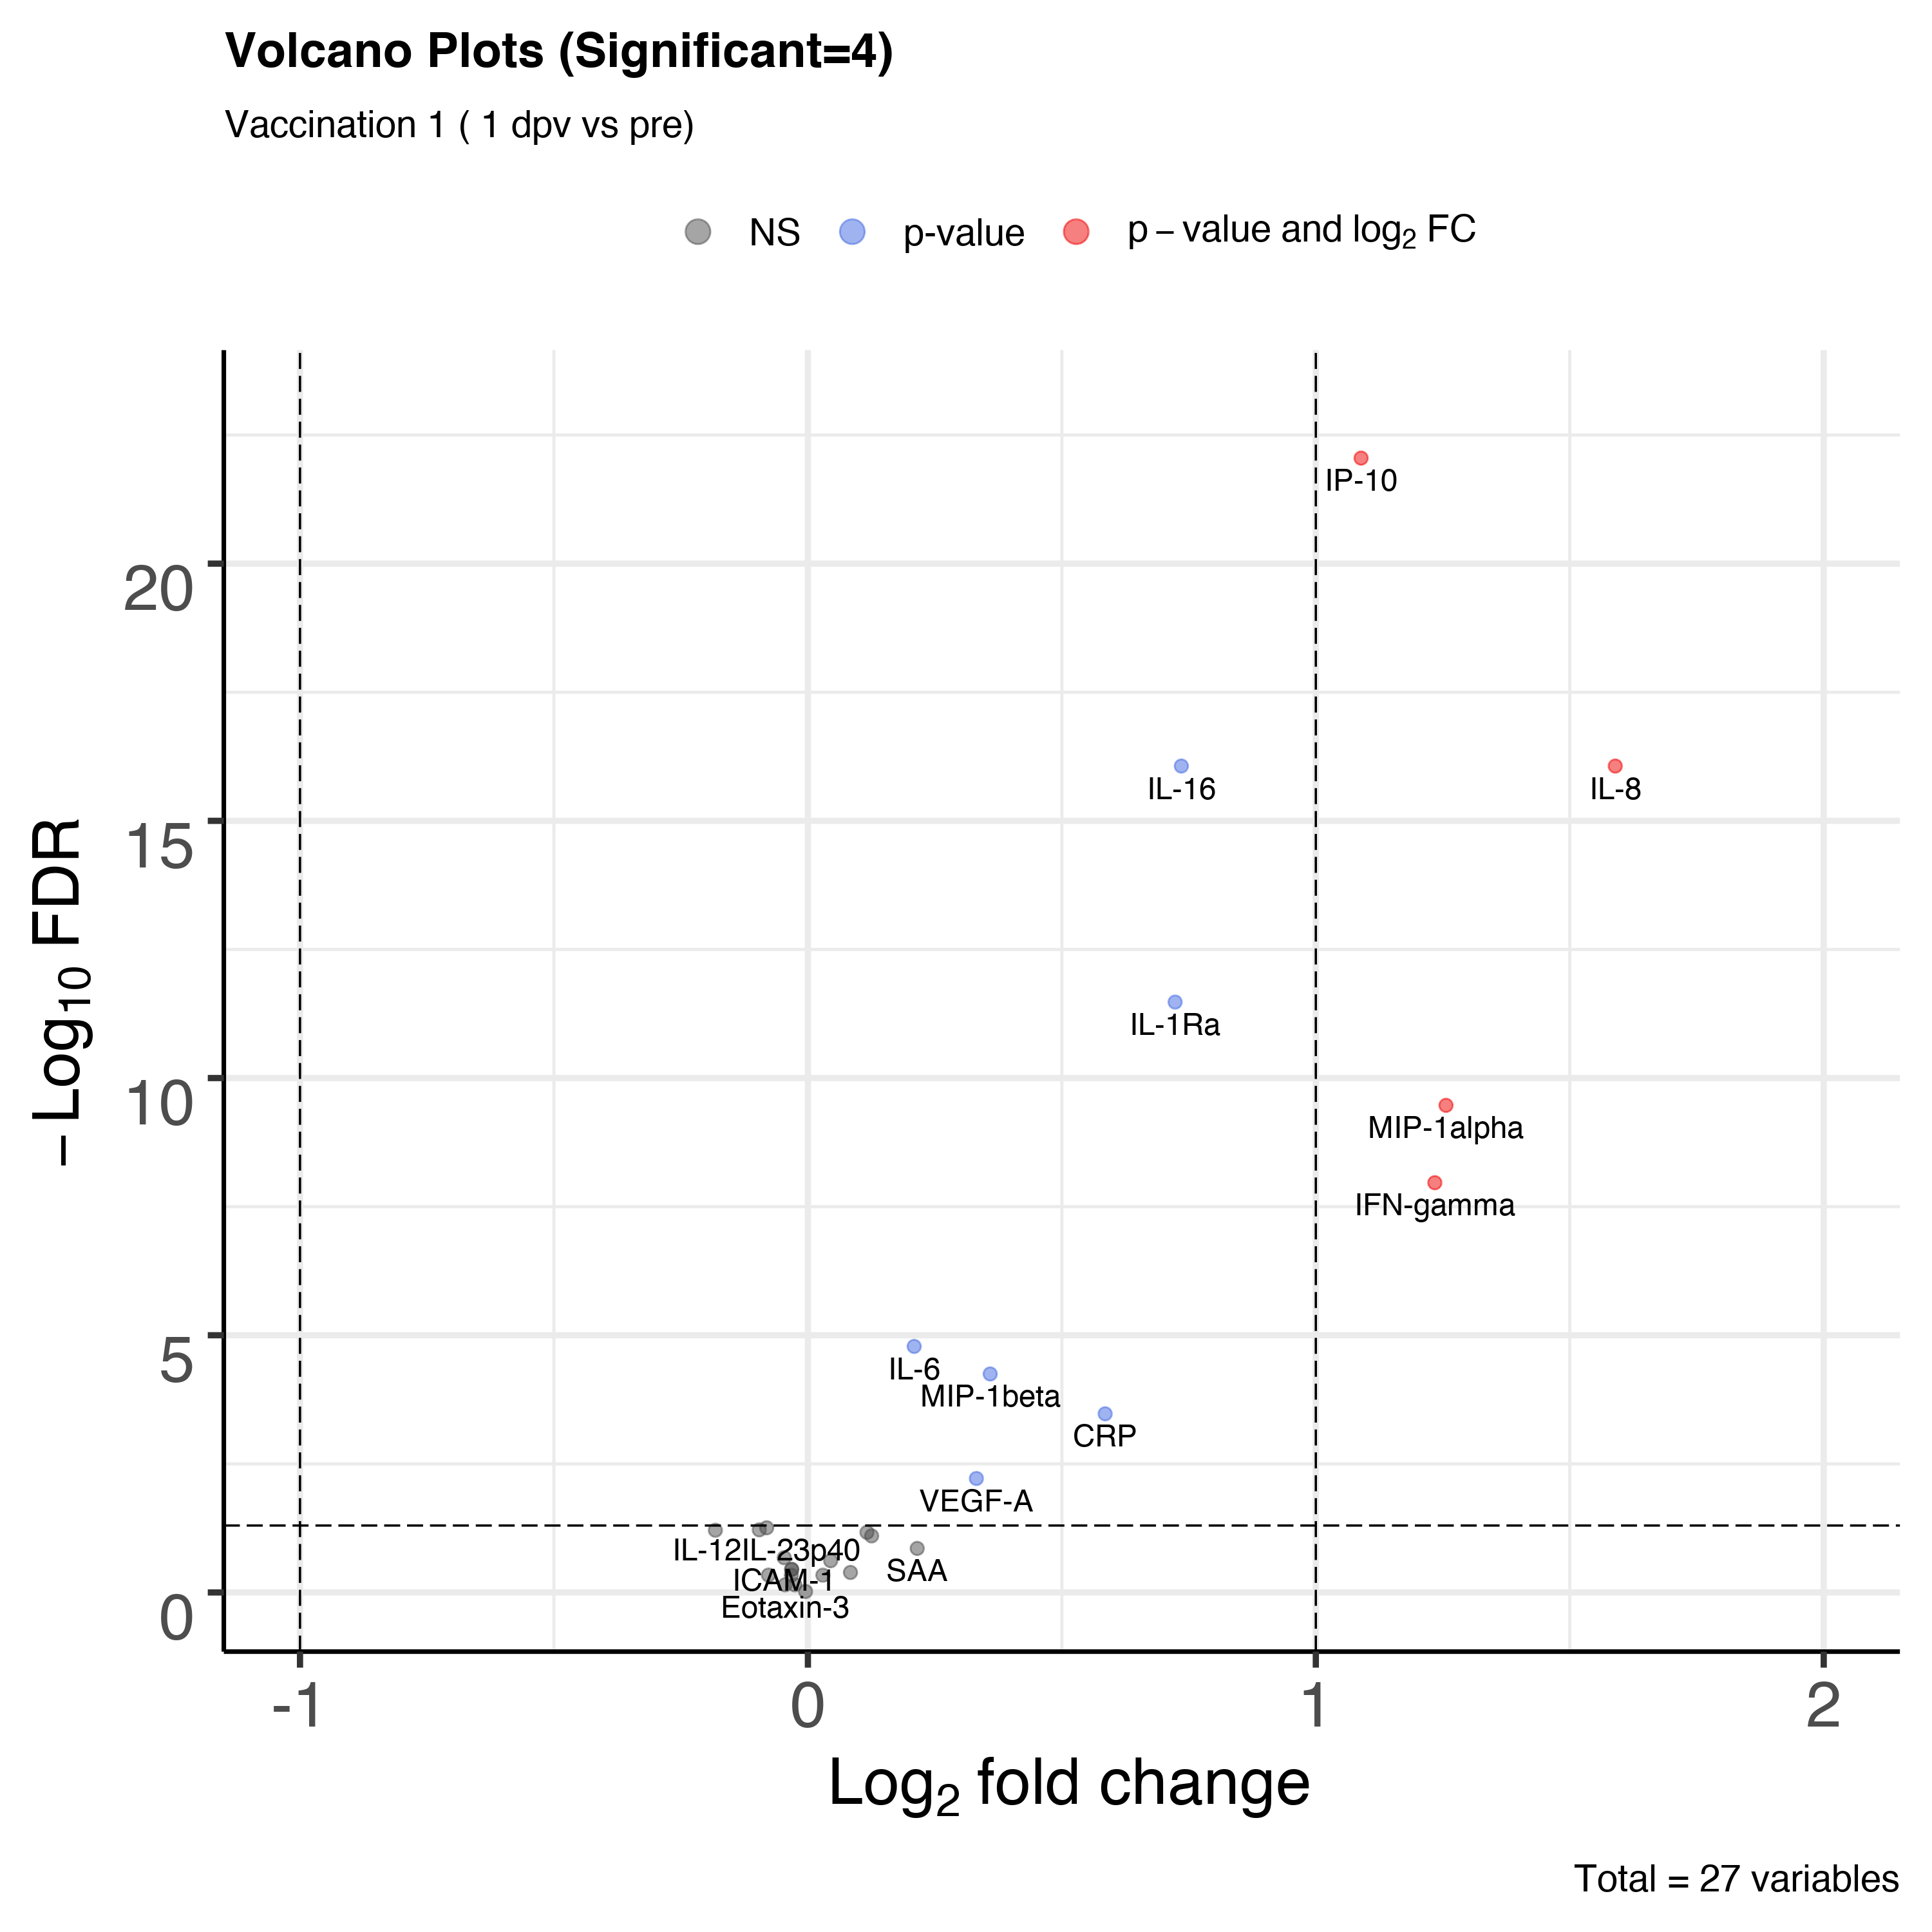 Volcano Plots (Significant=4)
Vaccination 1 ( 1 dpv vs pre)
NS p-value p − value and log2 FC
−Log10 FDR
20
15
10
5
0
IP-10
IL-16
IL-8
IL-1Ra
MIP-1alpha
IFN-gamma
IL-6
MIP-1beta
CRP
VEGF-A
IL-12IL-23p40
SAA
ICAM-1
Eotaxin-3
-1 0 1 2
Log2 fold change
Total = 27 variables